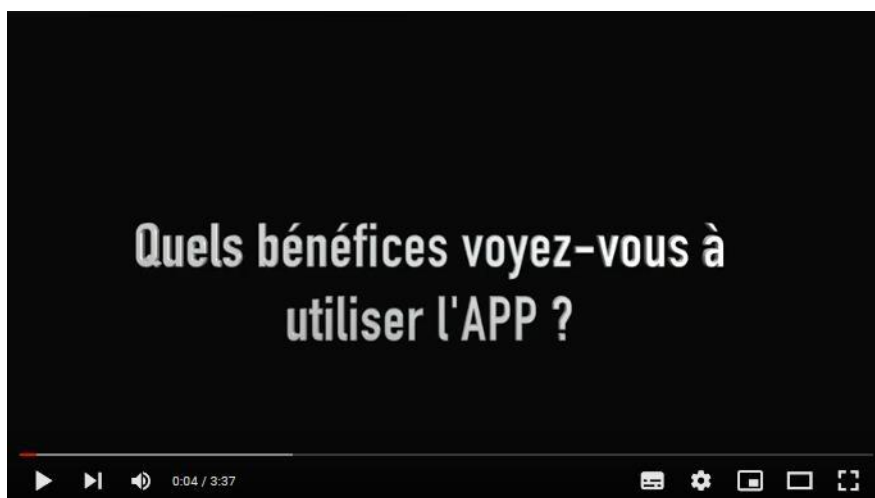 Quels bénéfices voyez-vous à
utiliser l'APP ?
0:04 / 3:37